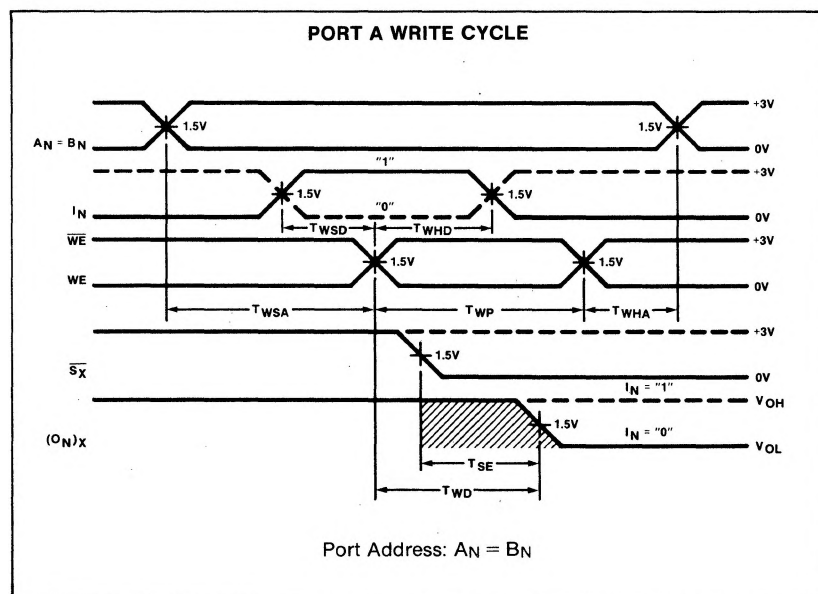 PORT A WRITE CYCLE
+3V
1.5V
1.5V
AN = BN
0V
"1"
+3V
1.5V
1.5V
IN
"0"
0V
TWSD
TWHD
WE
+3V
1.5V
1.5V
WE
0V
TWSA
TWP
TWHA
+3V
1.5V
SX
0V
IN = "1"
VOH
1.5V
IN = "0"
(ON)X
VOL
TSE
TWD
Port Address: AN = BN